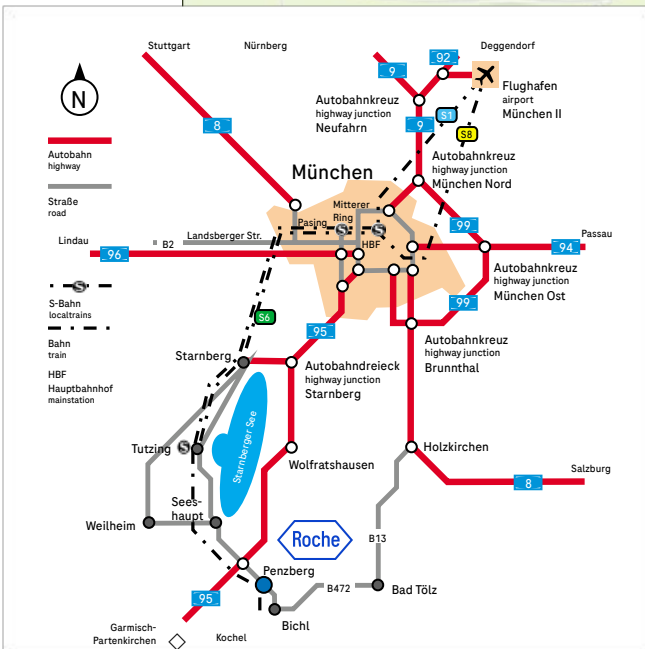 Stuttgart
Nürnberg
Deggendorf
92
9
N
Flughafen
airport
München II
Autobahnkreuz
highway junction
Neufahrn
S1
8
9
S8
Autobahn
highway
Autobahnkreuz
highway junction
München Nord
München
Straße
road
Mitterer
Ring
Pasing
S
S
99
Lindau
B2
Landsberger Str.
HBF
Passau
96
94
Autobahnkreuz
highway junction
München Ost
S
S-Bahn
localtrains
99
S6
95
Bahn
train
Autobahnkreuz
highway junction
Brunnthal
Starnberg
Autobahndreieck
highway junction
Starnberg
HBF
Hauptbahnhof
mainstation
Starnberger See
Tutzing
S
Holzkirchen
Wolfratshausen
Salzburg
8
Sees-
haupt
Weilheim
Roche
B13
Penzberg
B472
Bad Tölz
95
Bichl
Garmisch-
Partenkirchen
Kochel